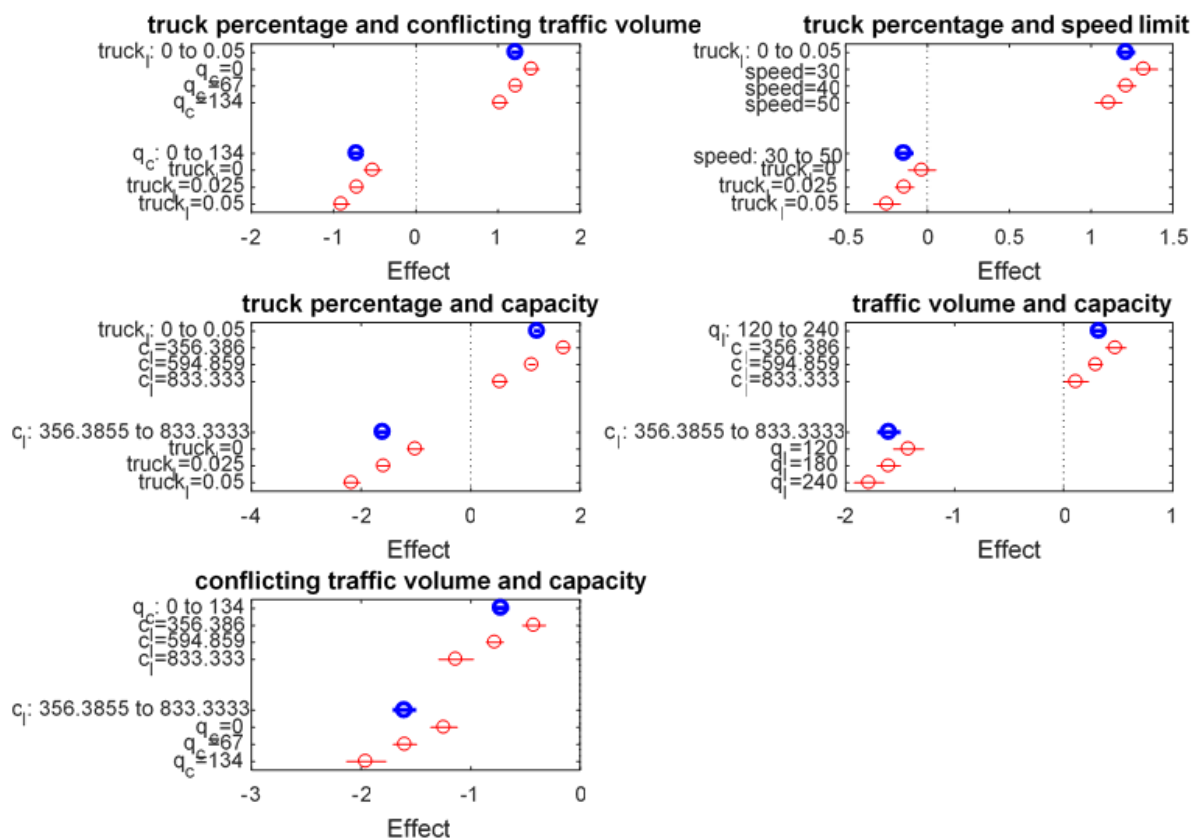 truck percentage and conflicting traffic volume
truck_l: 0 to 0.05
q_c=0
q_c=67
q_c=134
q_c: 0 to 134
truck_l=0
truck_l=0.025
truck_l=0.05
-2 -1 0 1 2
Effect
truck percentage and speed limit
truck_l: 0 to 0.05
speed=30
speed=40
speed=50
speed: 30 to 50
truck_l=0
truck_l=0.025
truck_l=0.05
-0.5 0 0.5 1 1.5
Effect
truck percentage and capacity
truck_l: 0 to 0.05
c_l=356.386
c_l=594.859
c_l=833.333
c_l: 356.3855 to 833.3333
truck_l=0
truck_l=0.025
truck_l=0.05
-4 -2 0 2
Effect
traffic volume and capacity
q_l: 120 to 240
c_l=356.386
c_l=594.859
c_l=833.333
c_l: 356.3855 to 833.3333
q_l=120
q_l=180
q_l=240
-2 -1 0 1
Effect
conflicting traffic volume and capacity
q_c: 0 to 134
c_l=356.386
c_l=594.859
c_l=833.333
c_l: 356.3855 to 833.3333
q_c=0
q_c=67
q_c=134
-3 -2 -1 0
Effect